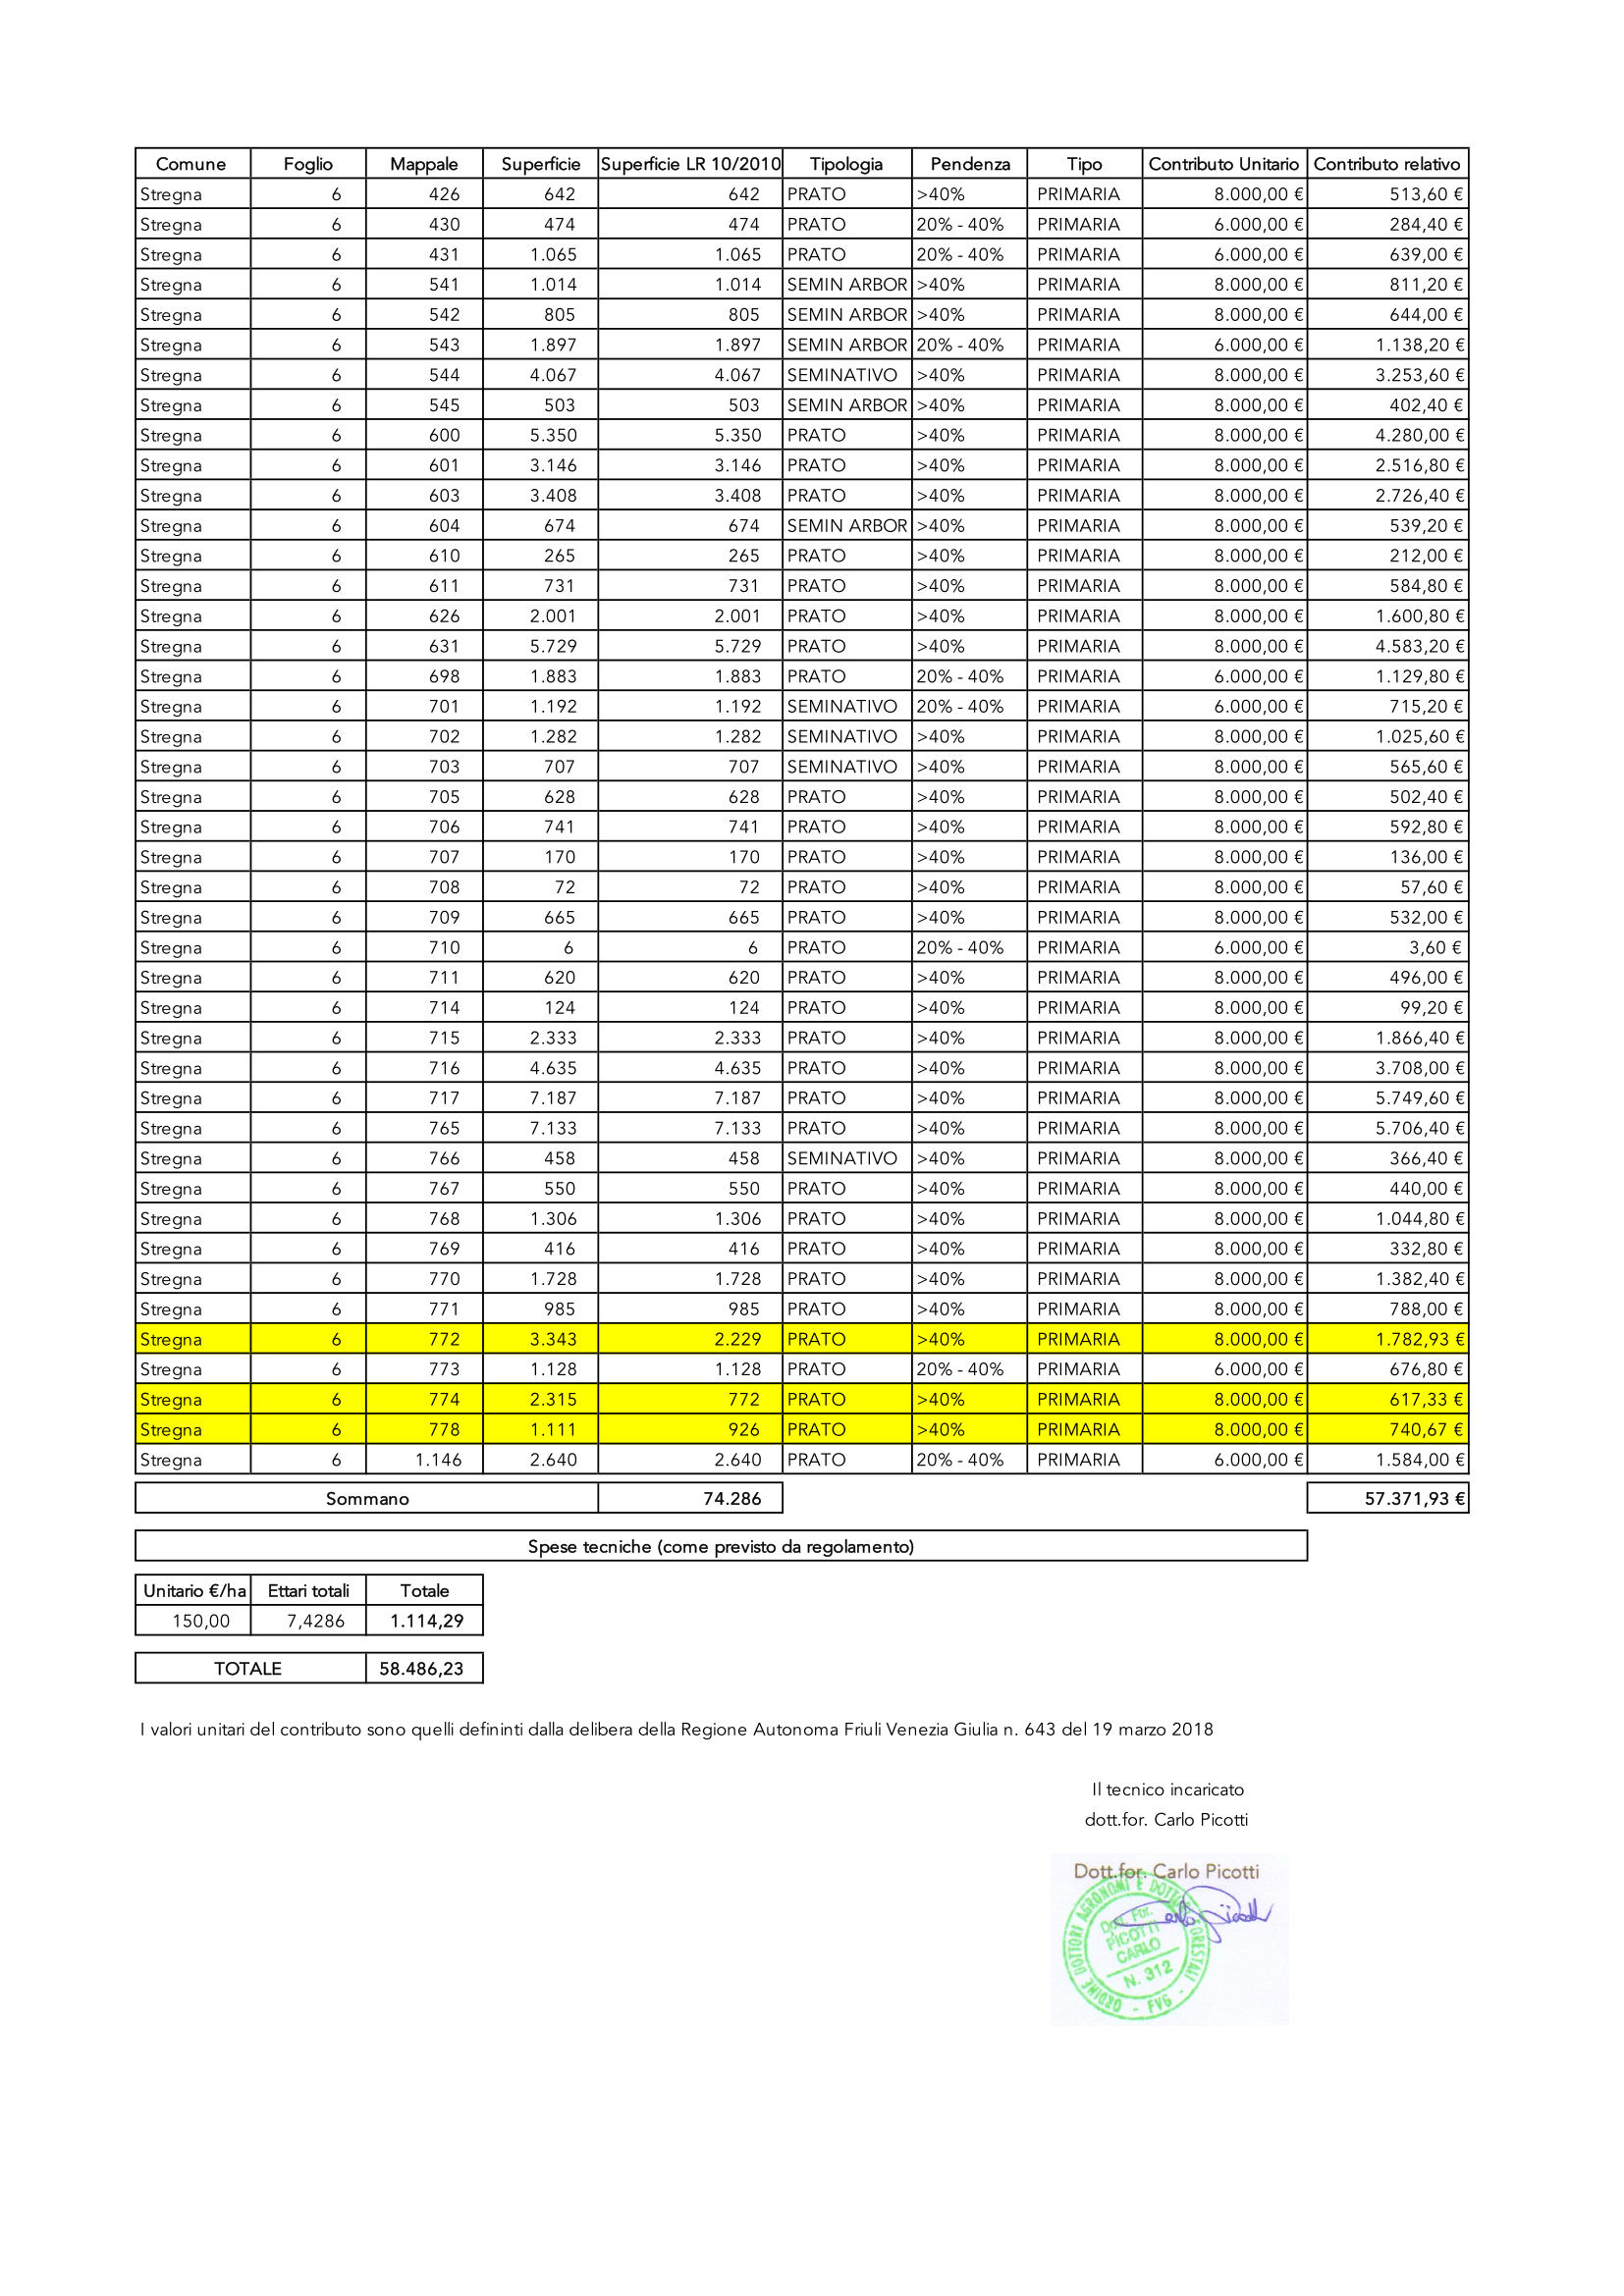 Comune Foglio Mappale Superficie Superficie LR 10/2010 Tipologia Pendenza Tipo Contributo Unitario Contributo relativo
Stregna 6 426 642 642 PRATO >40% PRIMARIA 8.000,00 € 513,60 €
Stregna 6 430 474 474 PRATO 20% - 40% PRIMARIA 6.000,00 € 284,40 €
Stregna 6 431 1.065 1.065 PRATO 20% - 40% PRIMARIA 6.000,00 € 639,00 €
Stregna 6 541 1.014 1.014 SEMIN ARBOR >40% PRIMARIA 8.000,00 € 811,20 €
Stregna 6 542 805 805 SEMIN ARBOR >40% PRIMARIA 8.000,00 € 644,00 €
Stregna 6 543 1.897 1.897 SEMIN ARBOR 20% - 40% PRIMARIA 6.000,00 € 1.138,20 €
Stregna 6 544 4.067 4.067 SEMINATIVO >40% PRIMARIA 8.000,00 € 3.253,60 €
Stregna 6 545 503 503 SEMIN ARBOR >40% PRIMARIA 8.000,00 € 402,40 €
Stregna 6 600 5.350 5.350 PRATO >40% PRIMARIA 8.000,00 € 4.280,00 €
Stregna 6 601 3.146 3.146 PRATO >40% PRIMARIA 8.000,00 € 2.516,80 €
Stregna 6 603 3.408 3.408 PRATO >40% PRIMARIA 8.000,00 € 2.726,40 €
Stregna 6 604 674 674 SEMIN ARBOR >40% PRIMARIA 8.000,00 € 539,20 €
Stregna 6 610 265 265 PRATO >40% PRIMARIA 8.000,00 € 212,00 €
Stregna 6 611 731 731 PRATO >40% PRIMARIA 8.000,00 € 584,80 €
Stregna 6 626 2.001 2.001 PRATO >40% PRIMARIA 8.000,00 € 1.600,80 €
Stregna 6 631 5.729 5.729 PRATO >40% PRIMARIA 8.000,00 € 4.583,20 €
Stregna 6 698 1.883 1.883 PRATO 20% - 40% PRIMARIA 6.000,00 € 1.129,80 €
Stregna 6 701 1.192 1.192 SEMINATIVO 20% - 40% PRIMARIA 6.000,00 € 715,20 €
Stregna 6 702 1.282 1.282 SEMINATIVO >40% PRIMARIA 8.000,00 € 1.025,60 €
Stregna 6 703 707 707 SEMINATIVO >40% PRIMARIA 8.000,00 € 565,60 €
Stregna 6 705 628 628 PRATO >40% PRIMARIA 8.000,00 € 502,40 €
Stregna 6 706 741 741 PRATO >40% PRIMARIA 8.000,00 € 592,80 €
Stregna 6 707 170 170 PRATO >40% PRIMARIA 8.000,00 € 136,00 €
Stregna 6 708 72 72 PRATO >40% PRIMARIA 8.000,00 € 57,60 €
Stregna 6 709 665 665 PRATO >40% PRIMARIA 8.000,00 € 532,00 €
Stregna 6 710 6 6 PRATO 20% - 40% PRIMARIA 6.000,00 € 3,60 €
Stregna 6 711 620 620 PRATO >40% PRIMARIA 8.000,00 € 496,00 €
Stregna 6 714 124 124 PRATO >40% PRIMARIA 8.000,00 € 99,20 €
Stregna 6 715 2.333 2.333 PRATO >40% PRIMARIA 8.000,00 € 1.866,40 €
Stregna 6 716 4.635 4.635 PRATO >40% PRIMARIA 8.000,00 € 3.708,00 €
Stregna 6 717 7.187 7.187 PRATO >40% PRIMARIA 8.000,00 € 5.749,60 €
Stregna 6 765 7.133 7.133 PRATO >40% PRIMARIA 8.000,00 € 5.706,40 €
Stregna 6 766 458 458 SEMINATIVO >40% PRIMARIA 8.000,00 € 366,40 €
Stregna 6 767 550 550 PRATO >40% PRIMARIA 8.000,00 € 440,00 €
Stregna 6 768 1.306 1.306 PRATO >40% PRIMARIA 8.000,00 € 1.044,80 €
Stregna 6 769 416 416 PRATO >40% PRIMARIA 8.000,00 € 332,80 €
Stregna 6 770 1.728 1.728 PRATO >40% PRIMARIA 8.000,00 € 1.382,40 €
Stregna 6 771 985 985 PRATO >40% PRIMARIA 8.000,00 € 788,00 €
Stregna 6 772 3.343 2.229 PRATO >40% PRIMARIA 8.000,00 € 1.782,93 €
Stregna 6 773 1.128 1.128 PRATO 20% - 40% PRIMARIA 6.000,00 € 676,80 €
Stregna 6 774 2.315 772 PRATO >40% PRIMARIA 8.000,00 € 617,33 €
Stregna 6 778 1.111 926 PRATO >40% PRIMARIA 8.000,00 € 740,67 €
Stregna 6 1.146 2.640 2.640 PRATO 20% - 40% PRIMARIA 6.000,00 € 1.584,00 €
Sommano 74.286 57.371,93 €
Spese tecniche (come previsto da regolamento)
Unitario €/ha Ettari totali Totale
150,00 7,4286 1.114,29
TOTALE 58.486,23
I valori unitari del contributo sono quelli defininti dalla delibera della Regione Autonoma Friuli Venezia Giulia n. 643 del 19 marzo 2018
Il tecnico incaricato
dott.for. Carlo Picotti
Dott.for. Carlo Picotti
ORDINE DOTTORI AGRONOMI E DOTTORI FORESTALI - FVG -
Dott. For.
PICOTTI
CARLO
N. 312